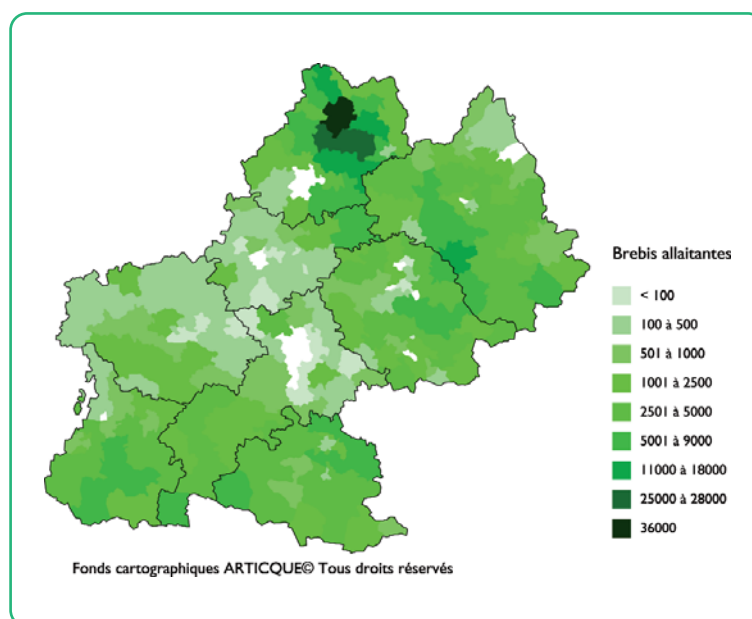 Brebis allaitantes
< 100
100 à 500
501 à 1000
1001 à 2500
2501 à 5000
5001 à 9000
11000 à 18000
25000 à 28000
36000
Fonds cartographiques ARTICQUE© Tous droits réservés